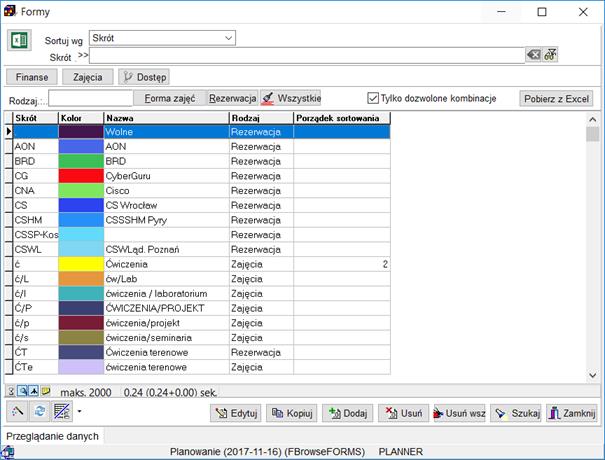 Formy
Sortuj wg Skrót
Skrót .>>
Finanse Zajęcia Dostęp
Rodzaj.:.. Forma zajęć Rezerwacja Wszystkie Tylko dozwolone kombinacje Pobierz z Excel
Skrót Kolor Nazwa Rodzaj Porządek sortowania
. Wolne Rezerwacja
AON AON Rezerwacja
BRD BRD Rezerwacja
CG CyberGuru Rezerwacja
CNA Cisco Rezerwacja
CS CS Wrocław Rezerwacja
CSHM CSSSHM Pyry Rezerwacja
CSSP-Kos Rezerwacja
CSWL CSWLąd. Poznań Rezerwacja
ć Ćwiczenia Zajęcia 2
ć/L ćw/Lab Zajęcia
ć/l ćwiczenia / laboratorium Zajęcia
Ć/P ĆWICZENIA/PROJEKT Zajęcia
ć/p ćwiczenia/projekt Zajęcia
ć/s ćwiczenia/seminaria Zajęcia
ĆT Ćwiczenia terenowe Rezerwacja
ĆTe ćwiczenia terenowe Zajęcia
maks. 2000 0.24 (0.24+0.00) sek.
Edytuj Kopiuj Dodaj Usuń Usuń wsz Szukaj Zamknij
Przeglądanie danych
Planowanie (2017-11-16) (FBrowseFORMS) PLANNER